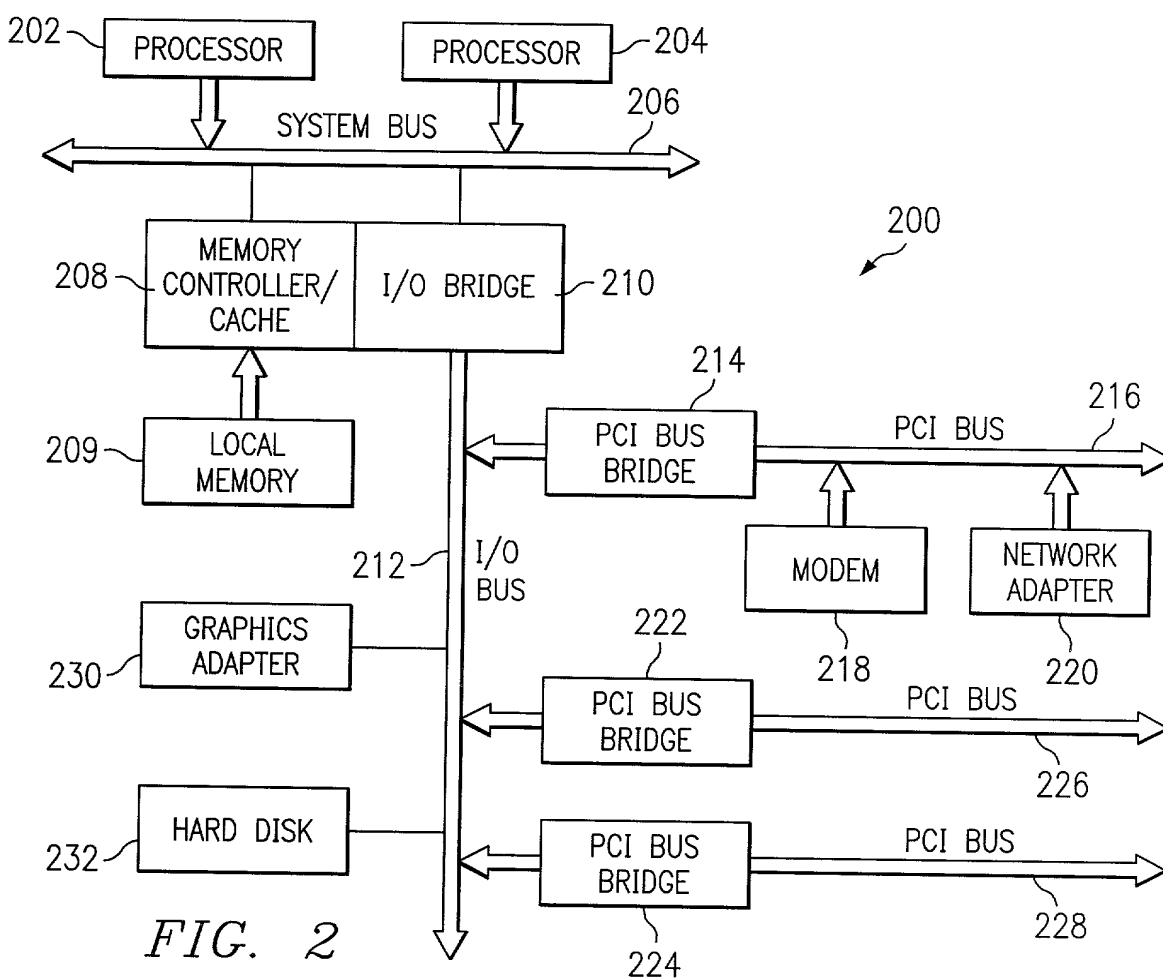 202
PROCESSOR
PROCESSOR
204
SYSTEM BUS
206
200
208
MEMORY
CONTROLLER/
CACHE
I/O BRIDGE
210
214
209
LOCAL
MEMORY
PCI BUS
BRIDGE
PCI BUS
216
212
I/O
BUS
MODEM
NETWORK
ADAPTER
218
220
GRAPHICS
ADAPTER
230
222
PCI BUS
BRIDGE
PCI BUS
226
HARD DISK
232
PCI BUS
BRIDGE
PCI BUS
228
224
FIG. 2